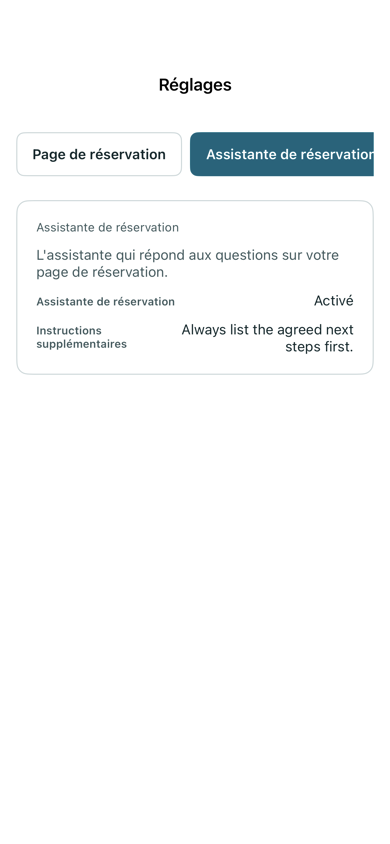 Réglages
Page de réservation
Assistante de réservation
Assistante de réservation
L'assistante qui répond aux questions sur votre
page de réservation.
Assistante de réservation
Activé
Instructions
supplémentaires
Always list the agreed next
steps first.